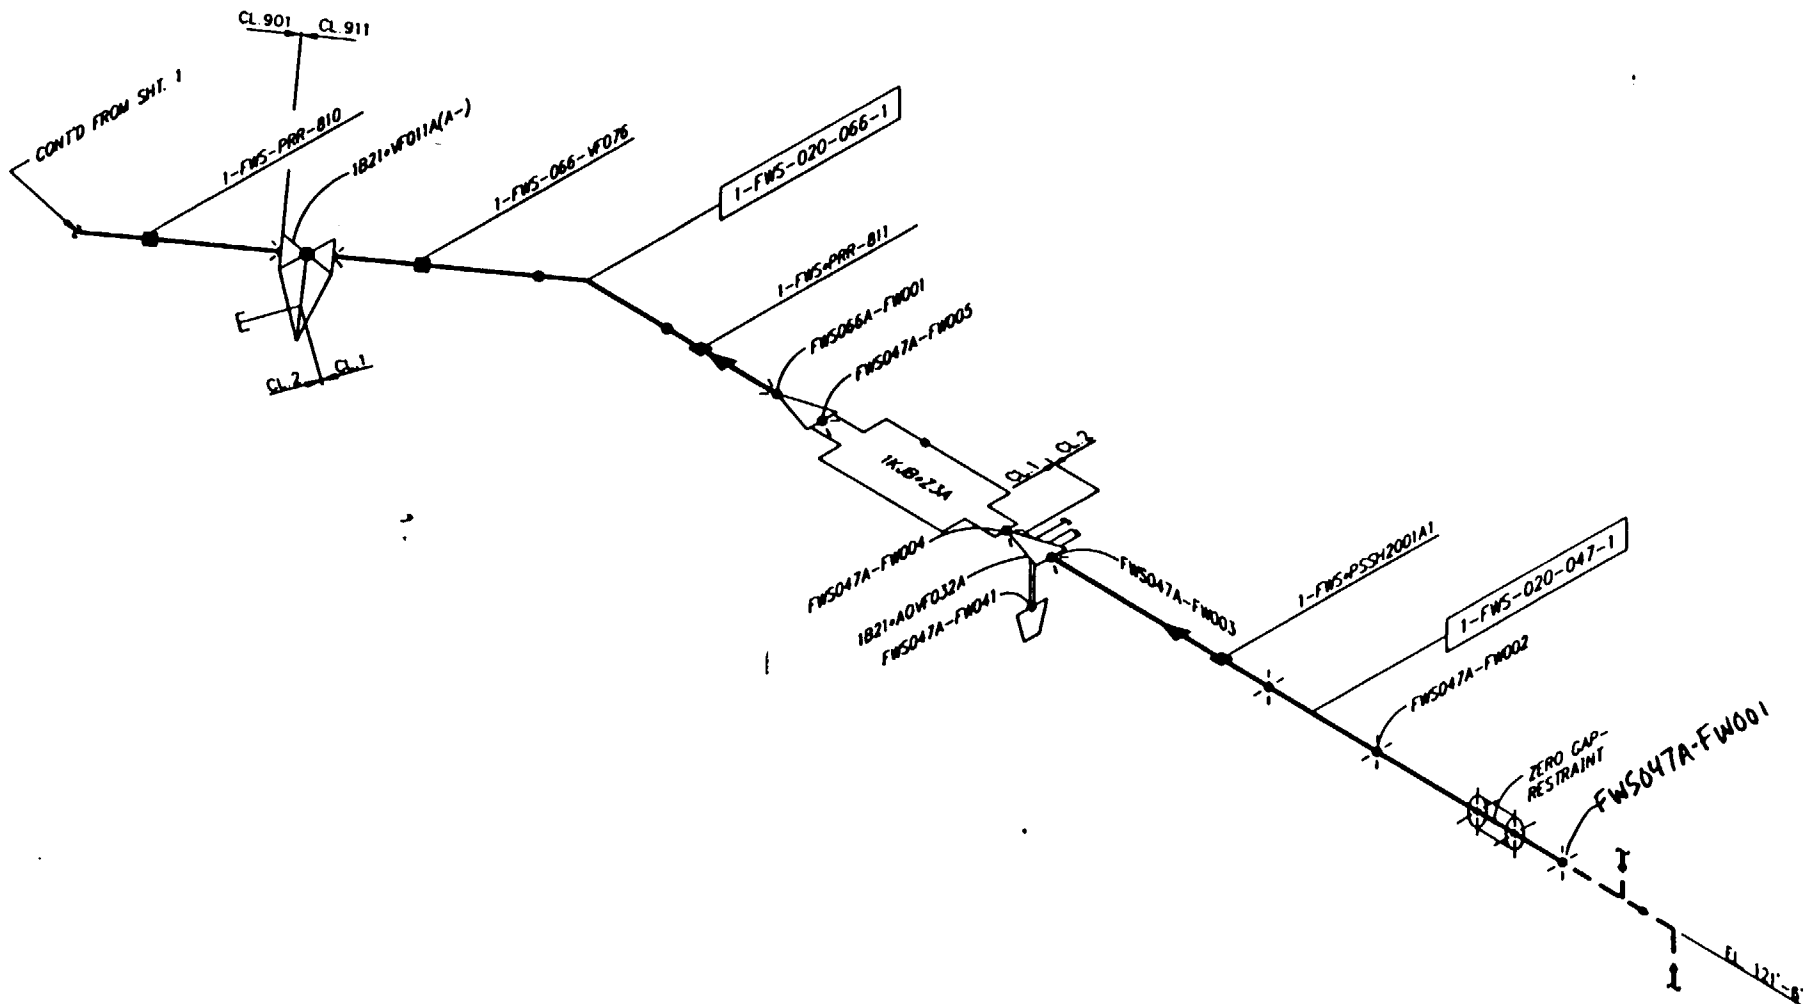 CL.901
CL.911
CONT'D FROM SHT. 1
1-FWS-PRR-810
1B21*VF011A(A-)
1-FWS-066-VF076
1-FWS-020-066-1
1-FWS*PRR-811
FWS066A-FW001
FWS047A-FW005
E
CL.2
CL.1
1KJB*Z3A
CL.1
CL.2
FWS047A-FW004
1B21*AOVF032A
FWS047A-FW041
FWS047A-FW003
1-FWS*PSSH2001A1
1-FWS-020-047-1
FWS047A-FW002
ZERO GAP-
RESTRAINT
FWS047A-FW001
EL 121'-8"